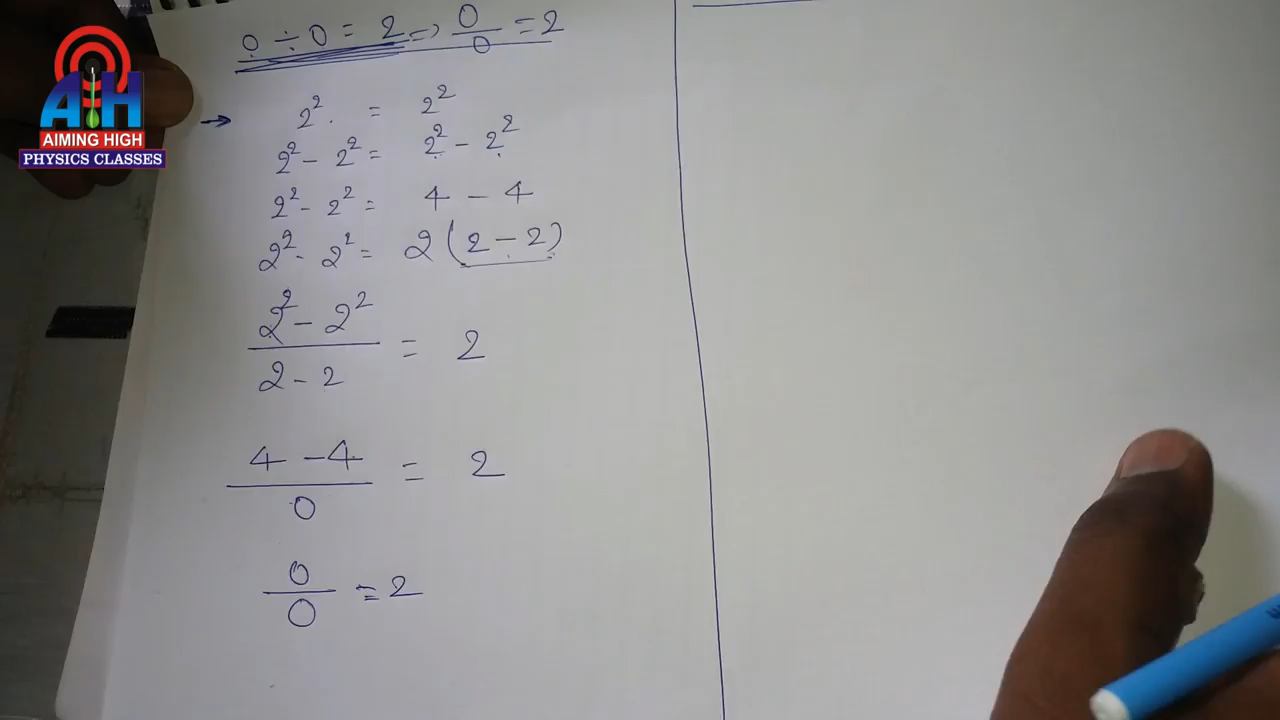 0 ÷ 0 = 2 => 0/0 = 2
AH
AIMING HIGH
PHYSICS CLASSES
→ 2² . = 2²
2² - 2² = 2² - 2²
2² - 2² = 4 - 4
2² - 2² = 2 (2 - 2)
2² - 2²
———— = 2
2 - 2
4 - 4
———— = 2
0
0
— = 2
0